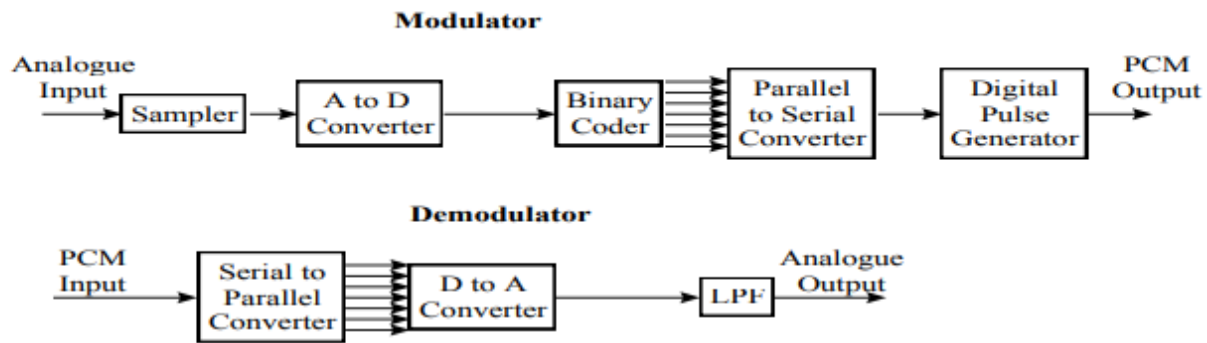 Modulator
Analogue
Input
Sampler
A to D
Converter
Binary
Coder
Parallel
to Serial
Converter
Digital
Pulse
Generator
PCM
Output
Demodulator
PCM
Input
Serial to
Parallel
Converter
D to A
Converter
LPF
Analogue
Output